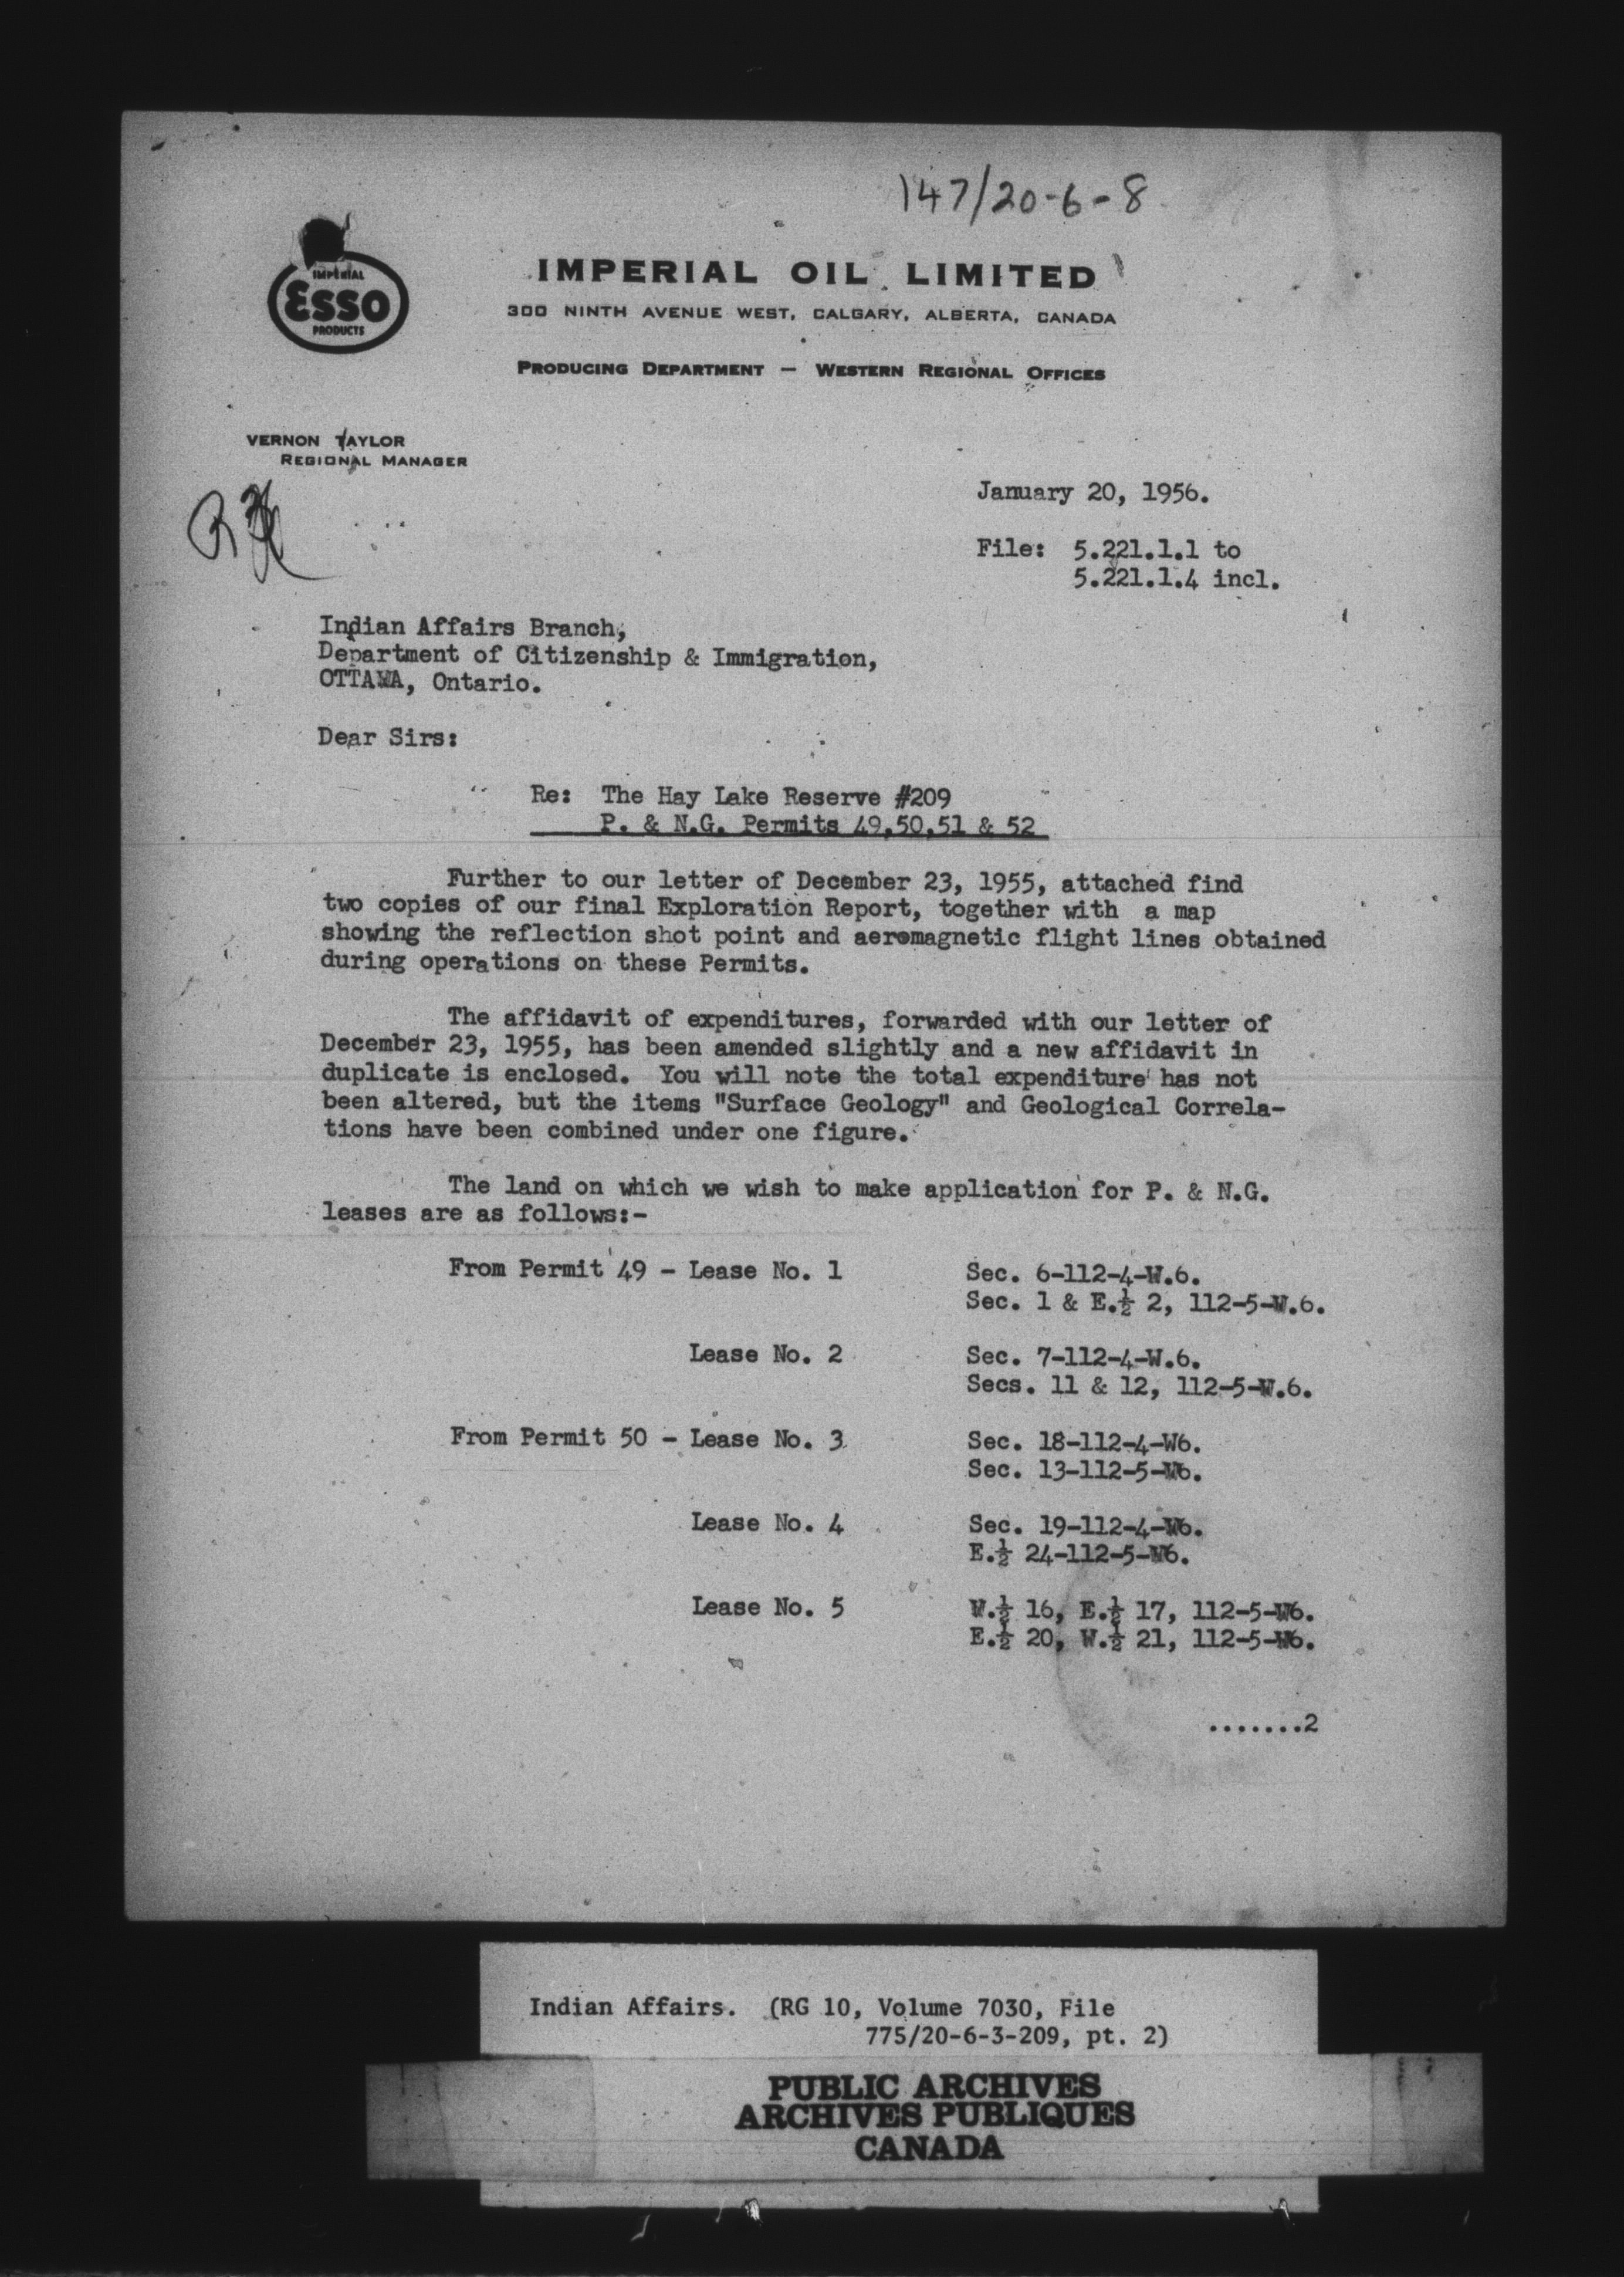 147/20-6-8
IMPERIAL
ESSO
PRODUCTS
IMPERIAL OIL LIMITED
300 NINTH AVENUE WEST, CALGARY, ALBERTA, CANADA
PRODUCING DEPARTMENT — WESTERN REGIONAL OFFICES
VERNON TAYLOR
REGIONAL MANAGER
January 20, 1956.
File: 5.221.1.1 to
5.221.1.4 incl.
Indian Affairs Branch,
Department of Citizenship & Immigration,
OTTAWA, Ontario.
Dear Sirs:
Re: The Hay Lake Reserve #209
P. & N.G. Permits 49,50,51 & 52
Further to our letter of December 23, 1955, attached find
two copies of our final Exploration Report, together with a map
showing the reflection shot point and aeromagnetic flight lines obtained
during operations on these Permits.
The affidavit of expenditures, forwarded with our letter of
December 23, 1955, has been amended slightly and a new affidavit in
duplicate is enclosed. You will note the total expenditure has not
been altered, but the items "Surface Geology" and Geological Correla-
tions have been combined under one figure.
The land on which we wish to make application for P. & N.G.
leases are as follows:-
From Permit 49 - Lease No. 1 Sec. 6-112-4-W.6.
Sec. 1 & E.½ 2, 112-5-W.6.
Lease No. 2 Sec. 7-112-4-W.6.
Secs. 11 & 12, 112-5-W.6.
From Permit 50 - Lease No. 3 Sec. 18-112-4-W6.
Sec. 13-112-5-W6.
Lease No. 4 Sec. 19-112-4-W6.
E.½ 24-112-5-W6.
Lease No. 5 W.½ 16, E.½ 17, 112-5-W6.
E.½ 20, W.½ 21, 112-5-W6.
.......2
Indian Affairs. (RG 10, Volume 7030, File
775/20-6-3-209, pt. 2)
PUBLIC ARCHIVES
ARCHIVES PUBLIQUES
CANADA